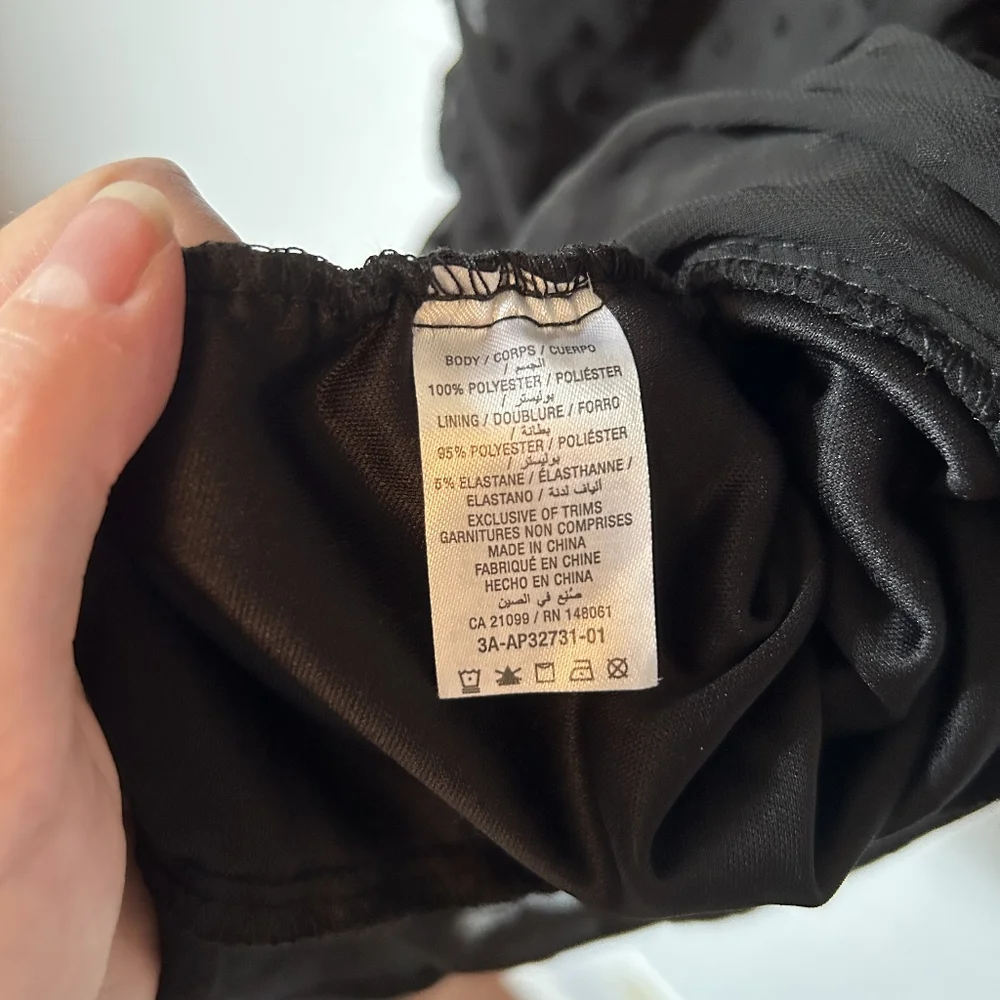 BODY / CORPS / CUERPO
/ الجسم
100% POLYESTER / POLIÉSTER
/ بوليستر
LINING / DOUBLURE / FORRO
/ بطانة
95% POLYESTER / POLIÉSTER
/ بوليستر
5% ELASTANE / ÉLASTHANNE /
ELASTANO / ألياف لدنة
EXCLUSIVE OF TRIMS
GARNITURES NON COMPRISES
MADE IN CHINA
FABRIQUÉ EN CHINE
HECHO EN CHINA
صُنع في الصين
CA 21099 / RN 148061
3A-AP32731-01